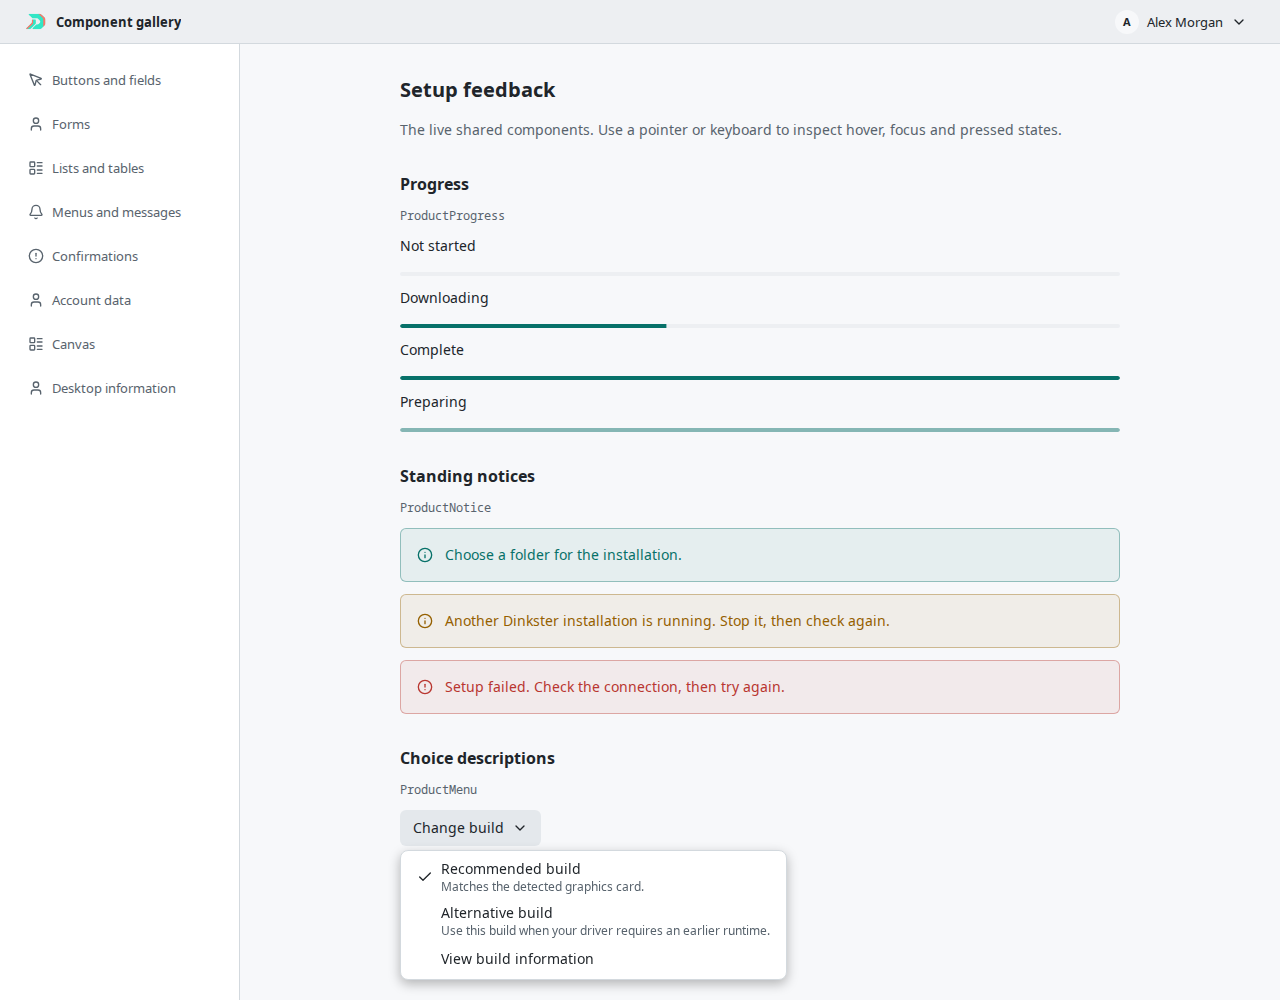 Component gallery
A Alex Morgan
Buttons and fields
Forms
Lists and tables
Menus and messages
Confirmations
Account data
Canvas
Desktop information
Setup feedback
The live shared components. Use a pointer or keyboard to inspect hover, focus and pressed states.
Progress
ProductProgress
Not started
Downloading
Complete
Preparing
Standing notices
ProductNotice
Choose a folder for the installation.
Another Dinkster installation is running. Stop it, then check again.
Setup failed. Check the connection, then try again.
Choice descriptions
ProductMenu
Change build
Recommended build
Matches the detected graphics card.
Alternative build
Use this build when your driver requires an earlier runtime.
View build information